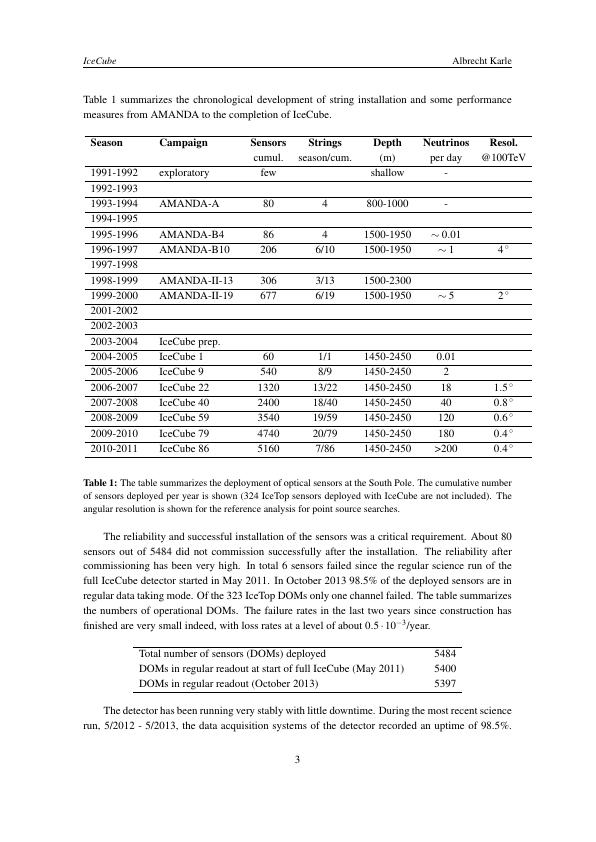 IceCube Albrecht Karle
Table 1 summarizes the chronological development of string installation and some performance
measures from AMANDA to the completion of IceCube.
Season Campaign Sensors Strings Depth Neutrinos Resol.
cumul. season/cum. (m) per day @100TeV
1991-1992 exploratory few shallow -
1992-1993
1993-1994 AMANDA-A 80 4 800-1000 -
1994-1995
1995-1996 AMANDA-B4 86 4 1500-1950 ∼ 0.01
1996-1997 AMANDA-B10 206 6/10 1500-1950 ∼ 1 4°
1997-1998
1998-1999 AMANDA-II-13 306 3/13 1500-2300
1999-2000 AMANDA-II-19 677 6/19 1500-1950 ∼ 5 2°
2001-2002
2002-2003
2003-2004 IceCube prep.
2004-2005 IceCube 1 60 1/1 1450-2450 0.01
2005-2006 IceCube 9 540 8/9 1450-2450 2
2006-2007 IceCube 22 1320 13/22 1450-2450 18 1.5°
2007-2008 IceCube 40 2400 18/40 1450-2450 40 0.8°
2008-2009 IceCube 59 3540 19/59 1450-2450 120 0.6°
2009-2010 IceCube 79 4740 20/79 1450-2450 180 0.4°
2010-2011 IceCube 86 5160 7/86 1450-2450 >200 0.4°
Table 1: The table summarizes the deployment of optical sensors at the South Pole. The cumulative number
of sensors deployed per year is shown (324 IceTop sensors deployed with IceCube are not included). The
angular resolution is shown for the reference analysis for point source searches.
The reliability and successful installation of the sensors was a critical requirement. About 80
sensors out of 5484 did not commission successfully after the installation. The reliability after
commissioning has been very high. In total 6 sensors failed since the regular science run of the
full IceCube detector started in May 2011. In October 2013 98.5% of the deployed sensors are in
regular data taking mode. Of the 323 IceTop DOMs only one channel failed. The table summarizes
the numbers of operational DOMs. The failure rates in the last two years since construction has
finished are very small indeed, with loss rates at a level of about 0.5 · 10⁻³/year.
Total number of sensors (DOMs) deployed 5484
DOMs in regular readout at start of full IceCube (May 2011) 5400
DOMs in regular readout (October 2013) 5397
The detector has been running very stably with little downtime. During the most recent science
run, 5/2012 - 5/2013, the data acquisition systems of the detector recorded an uptime of 98.5%.
3